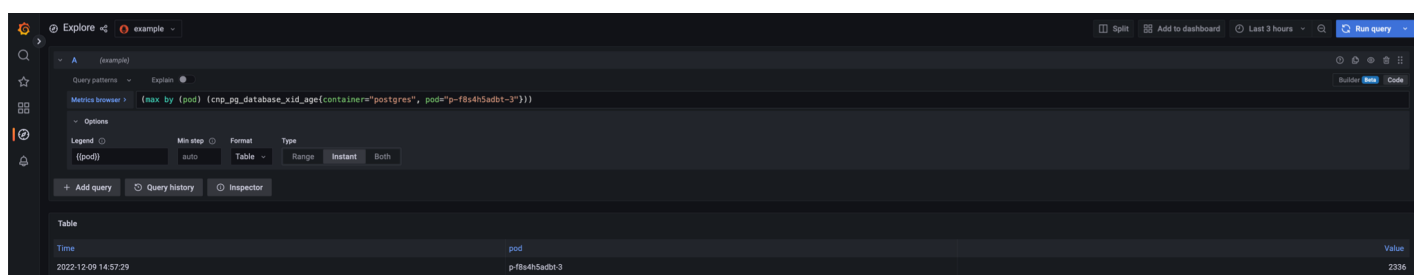 Explore example Split Add to dashboard Last 3 hours Run query
A (example)
Query patterns Explain Builder Beta Code
Metrics browser > (max by (pod) (cnp_pg_database_xid_age{container="postgres", pod="p-f8s4h5adbt-3"}))
Options
Legend Min step Format Type
{{pod}} auto Table Range Instant Both
+ Add query Query history Inspector
Table
Time pod Value
2022-12-09 14:57:29 p-f8s4h5adbt-3 2336